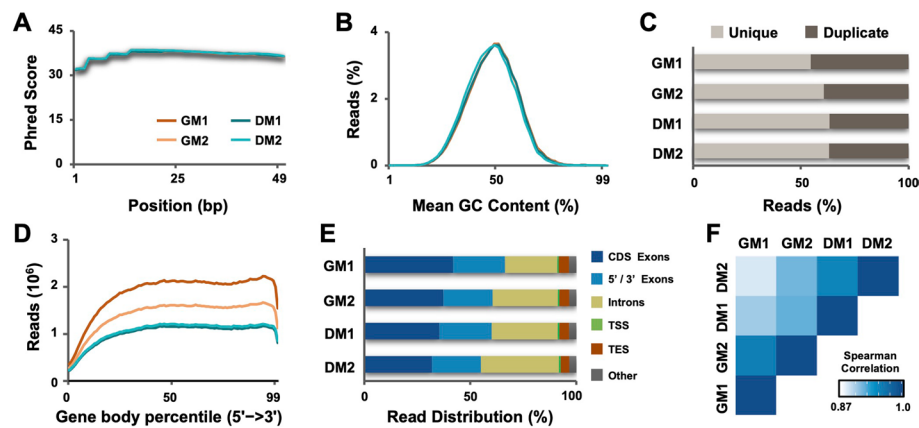 A
45
30
15
0
Phred Score
GM1
DM1
GM2
DM2
1
25
49
Position (bp)
B
4
2
0
Reads (%)
1
50
99
Mean GC Content (%)
C
Unique
Duplicate
GM1
GM2
DM1
DM2
0
50
100
Reads (%)
D
3
2
1
0
Reads (10⁶)
0
50
99
Gene body percentile (5'−>3')
E
GM1
GM2
DM1
DM2
0
50
100
Read Distribution (%)
CDS Exons
5' / 3' Exons
Introns
TSS
TES
Other
F
GM1 GM2 DM1 DM2
DM2
DM1
GM2
GM1
Spearman
Correlation
0.87
1.0